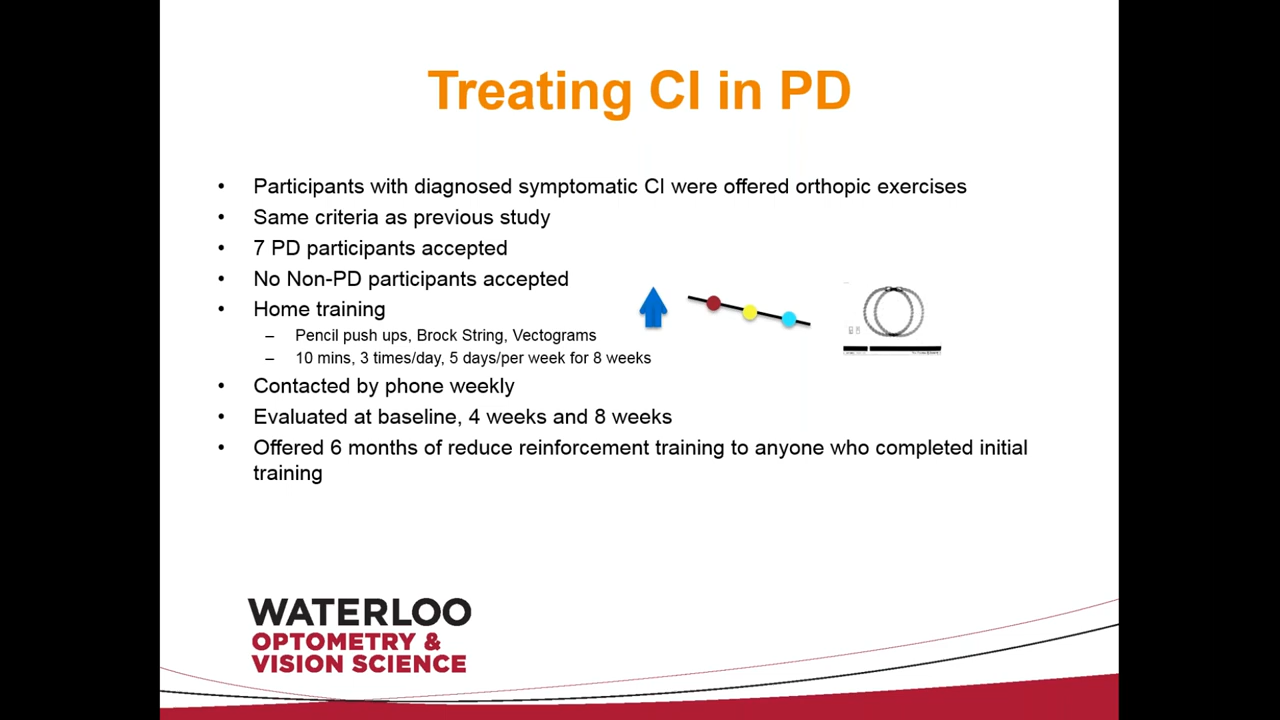 Treating CI in PD
• Participants with diagnosed symptomatic CI were offered orthopic exercises
• Same criteria as previous study
• 7 PD participants accepted
• No Non-PD participants accepted
• Home training
– Pencil push ups, Brock String, Vectograms
– 10 mins, 3 times/day, 5 days/per week for 8 weeks
• Contacted by phone weekly
• Evaluated at baseline, 4 weeks and 8 weeks
• Offered 6 months of reduce reinforcement training to anyone who completed initial
training
WATERLOO
OPTOMETRY &
VISION SCIENCE